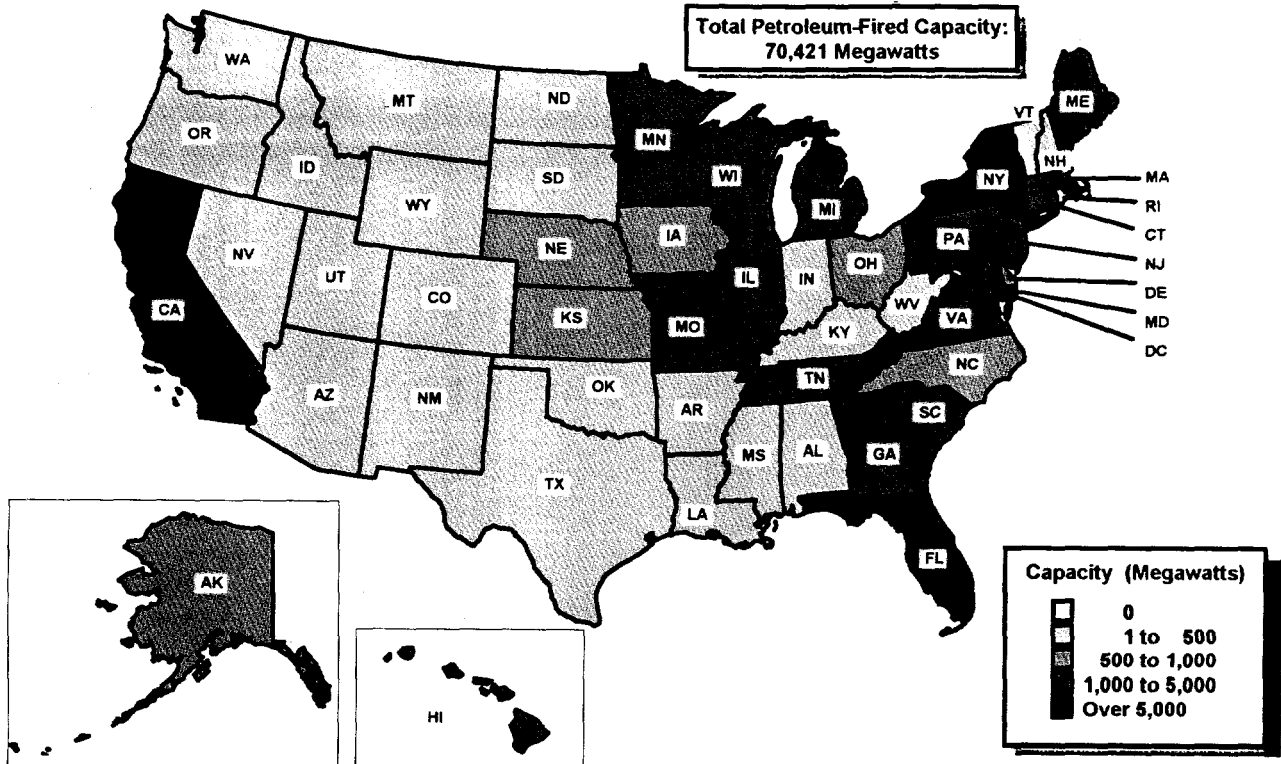 Total Petroleum-Fired Capacity:
70,421 Megawatts
WA
MT
ND
MN
VT
ME
OR
ID
SD
WI
NY
NH
MA
WY
MI
RI
NV
UT
NE
IA
PA
CT
CO
IL
IN
OH
NJ
CA
KS
MO
WV
DE
KY
VA
MD
DC
AZ
NM
OK
AR
TN
NC
SC
TX
MS
AL
GA
LA
FL
AK
HI
Capacity (Megawatts)
0
1 to 500
500 to 1,000
1,000 to 5,000
Over 5,000